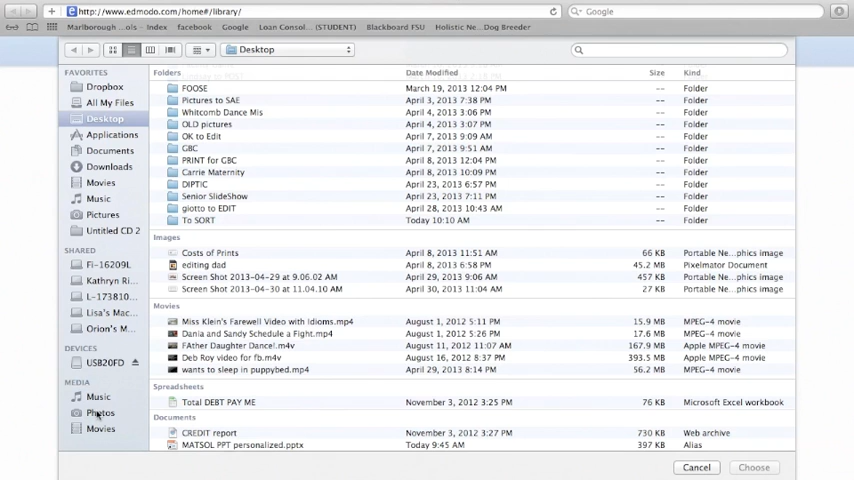 http://www.edmodo.com/home#/library/
Google
Marlborough ...ols - Index facebook Google Loan Consol... (STUDENT) Blackboard FSU Holistic Ne...Dog Breeder
Desktop
FAVORITES
Dropbox
All My Files
Desktop
Applications
Documents
Downloads
Movies
Music
Pictures
Untitled CD 2
SHARED
Fi-16209L
Kathryn Ri...
L-173810...
Lisa's Mac...
Orion's M...
DEVICES
USB20FD
MEDIA
Music
Photos
Movies
Folders Date Modified Size Kind
FOOSE March 19, 2013 12:04 PM -- Folder
Pictures to SAE April 3, 2013 7:38 PM -- Folder
Whitcomb Dance Mis April 4, 2013 3:06 PM -- Folder
OLD pictures April 4, 2013 3:07 PM -- Folder
OK to Edit April 7, 2013 9:09 AM -- Folder
GBC April 7, 2013 9:51 AM -- Folder
PRINT for GBC April 8, 2013 12:04 PM -- Folder
Carrie Maternity April 8, 2013 10:09 PM -- Folder
DIPTIC April 23, 2013 6:57 PM -- Folder
Senior SlideShow April 23, 2013 7:11 PM -- Folder
giotto to EDIT April 28, 2013 10:43 AM -- Folder
To SORT Today 10:10 AM -- Folder
Images
Costs of Prints April 8, 2013 11:51 AM 66 KB Portable Ne...phics image
editing dad April 8, 2013 6:58 PM 45.2 MB Pixelmator Document
Screen Shot 2013-04-29 at 9.06.02 AM April 29, 2013 9:06 AM 457 KB Portable Ne...phics image
Screen Shot 2013-04-30 at 11.04.10 AM April 30, 2013 11:04 AM 27 KB Portable Ne...phics image
Movies
Miss Klein's Farewell Video with Idioms.mp4 August 1, 2012 5:11 PM 15.9 MB MPEG-4 movie
Dania and Sandy Schedule a Fight.mp4 August 1, 2012 5:26 PM 17.6 MB MPEG-4 movie
FAther Daughter Dance!.m4v August 11, 2012 11:07 AM 167.9 MB Apple MPEG-4 movie
Deb Roy video for fb.m4v August 16, 2012 8:37 PM 393.5 MB Apple MPEG-4 movie
wants to sleep in puppybed.mp4 April 29, 2013 8:14 PM 56.2 MB MPEG-4 movie
Spreadsheets
Total DEBT PAY ME November 3, 2012 3:25 PM 76 KB Microsoft Excel workbook
Documents
CREDIT report November 3, 2012 3:27 PM 730 KB Web archive
MATSOL PPT personalized.pptx Today 9:45 AM 397 KB Alias
Cancel Choose